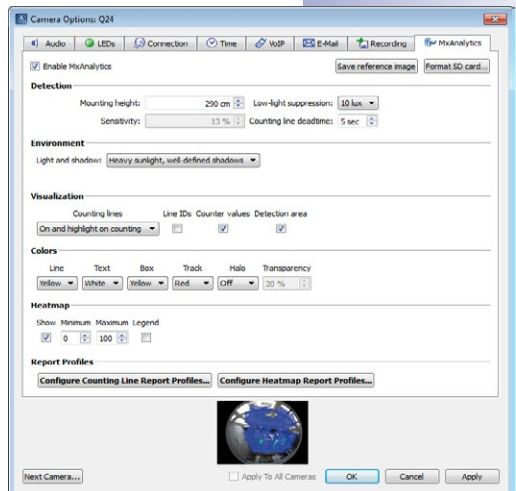 Camera Options: Q24
Audio LEDs Connection Time VoIP E-Mail Recording MxAnalytics
Enable MxAnalytics Save reference image Format SD card...
Detection
Mounting height: 290 cm Low-light suppression: 10 lux
Sensitivity: 13 % Counting line deadtime: 5 sec
Environment
Light and shadow: Heavy sunlight, well-defined shadows
Visualization
Counting lines Line IDs Counter values Detection area
On and highlight on counting
Colors
Line Text Box Track Halo Transparency
Yellow White Yellow Red Off 20 %
Heatmap
Show Minimum Maximum Legend
0 100
Report Profiles
Configure Counting Line Report Profiles... Configure Heatmap Report Profiles...
Next Camera... Apply To All Cameras OK Cancel Apply